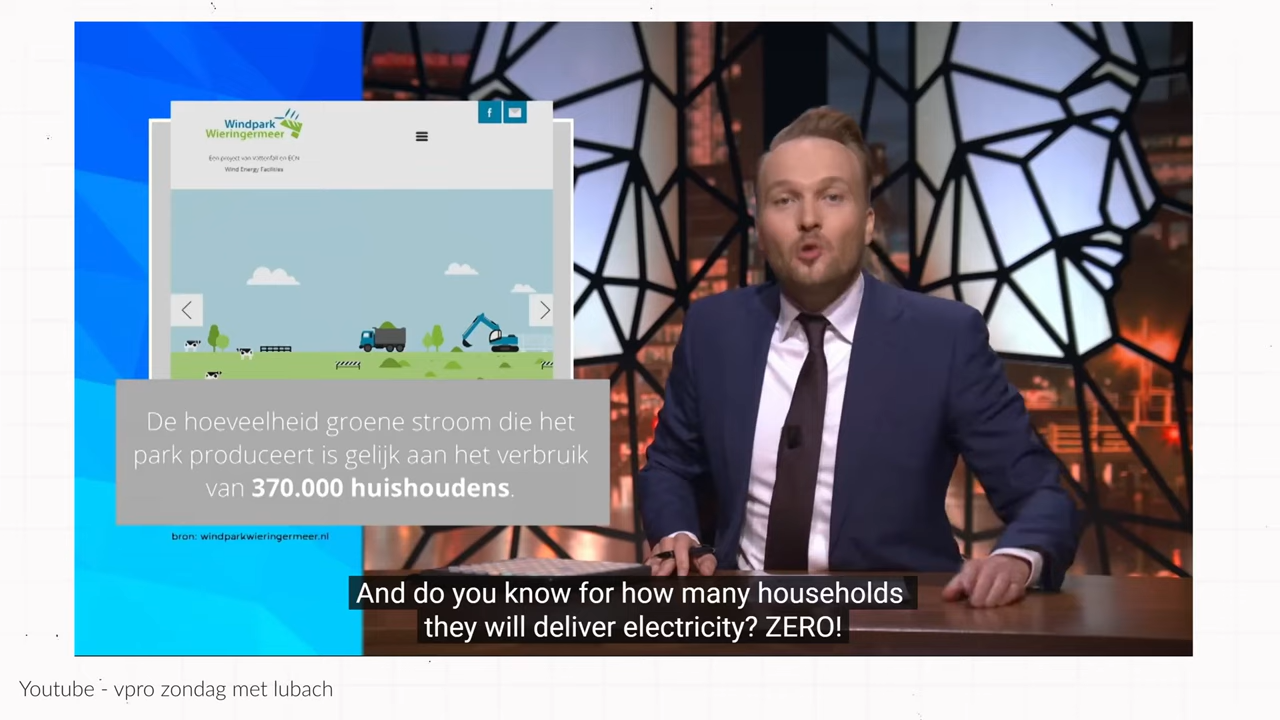 Windpark
Wieringermeer
Een project van Vattenfall en ECN
Wind Energy Facilities
f
De hoeveelheid groene stroom die het
park produceert is gelijk aan het verbruik
van 370.000 huishoudens.
bron: windparkwieringermeer.nl
And do you know for how many households
they will deliver electricity? ZERO!
Youtube - vpro zondag met lubach